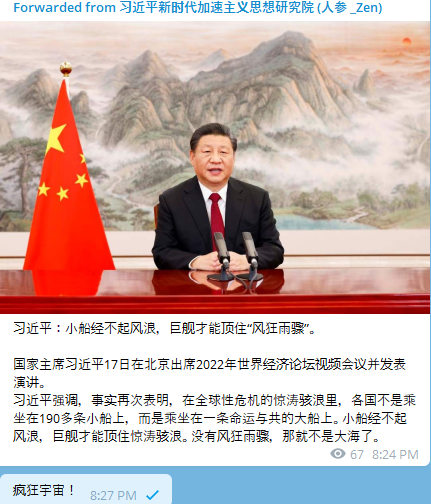 Forwarded from 习近平新时代加速主义思想研究院 (人参 _Zen)
习近平：小船经不起风浪，巨舰才能顶住“风狂雨骤”。
国家主席习近平17日在北京出席2022年世界经济论坛视频会议并发表
演讲。
习近平强调，事实再次表明，在全球性危机的惊涛骇浪里，各国不是乘
坐在190多条小船上，而是乘坐在一条命运与共的大船上。小船经不起
风浪，巨舰才能顶住惊涛骇浪。没有风狂雨骤，那就不是大海了。
67 8:24 PM
疯狂宇宙！ 8:27 PM